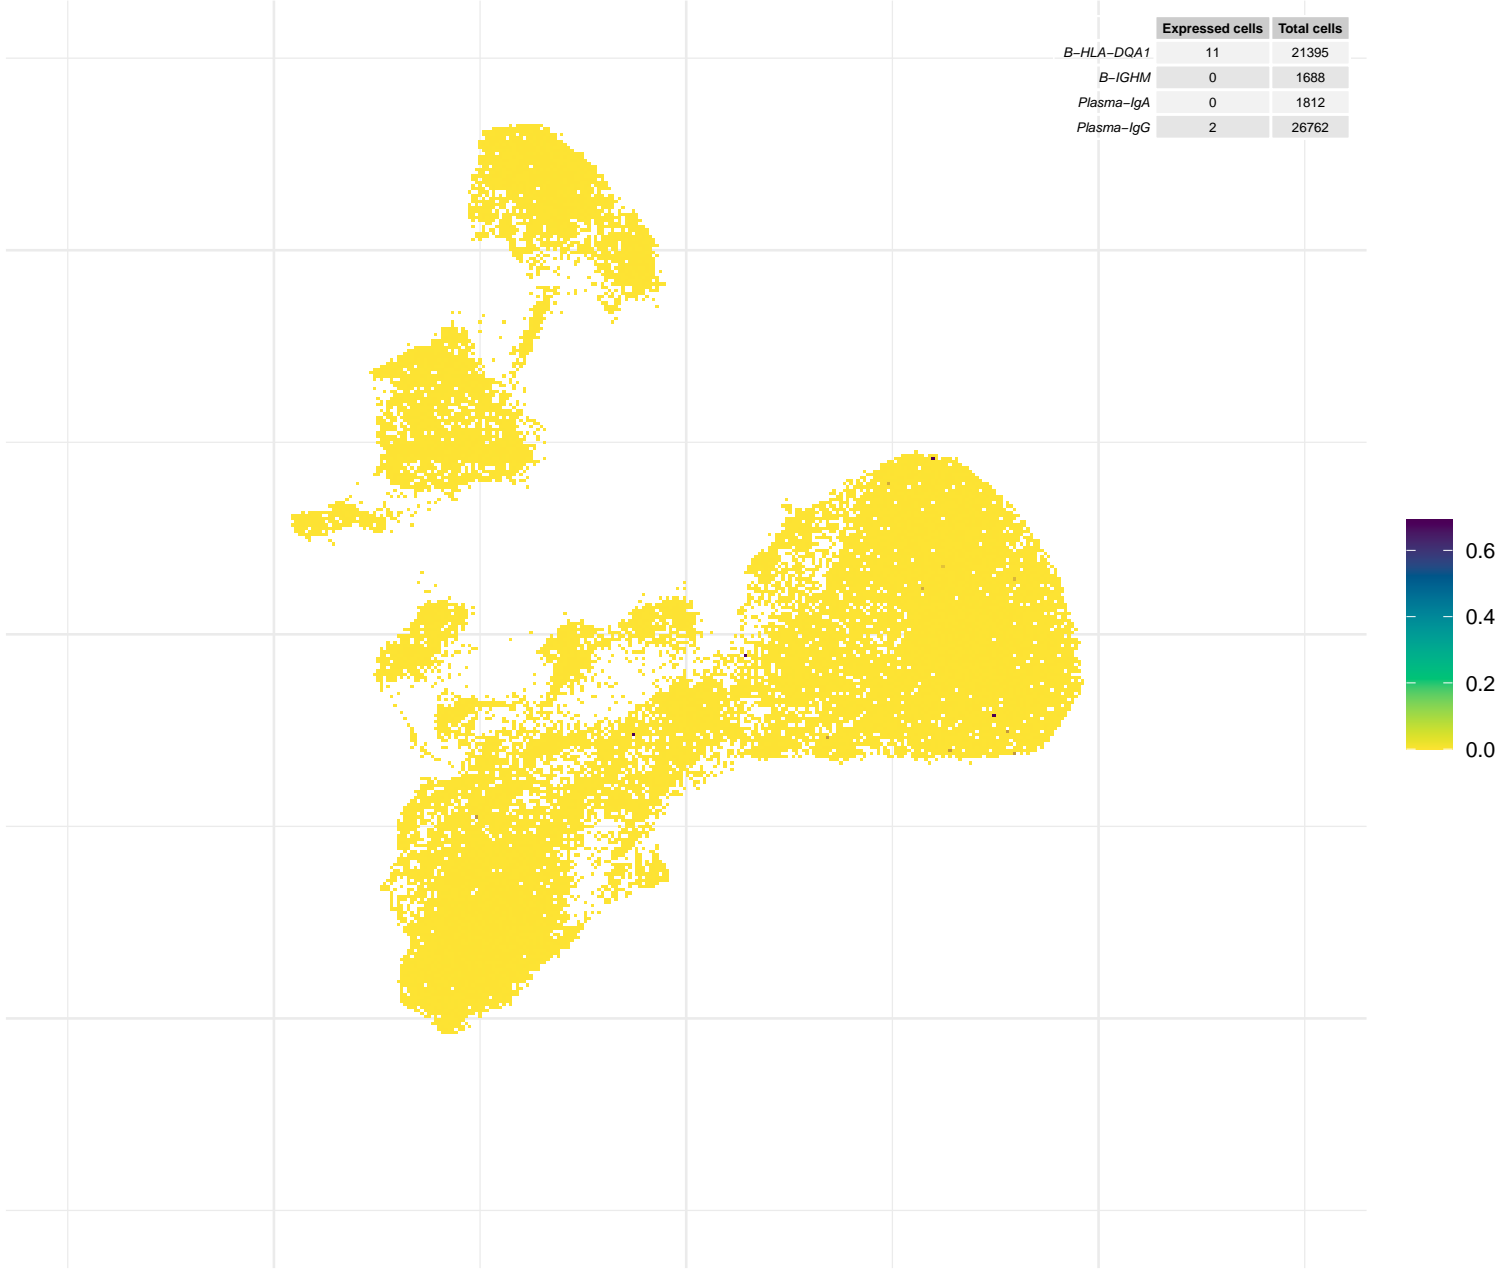 Expressed cells Total cells
B−HLA−DQA1 11 21395
B−IGHM 0 1688
Plasma−IgA 0 1812
Plasma−IgG 2 26762
0.6
0.4
0.2
0.0